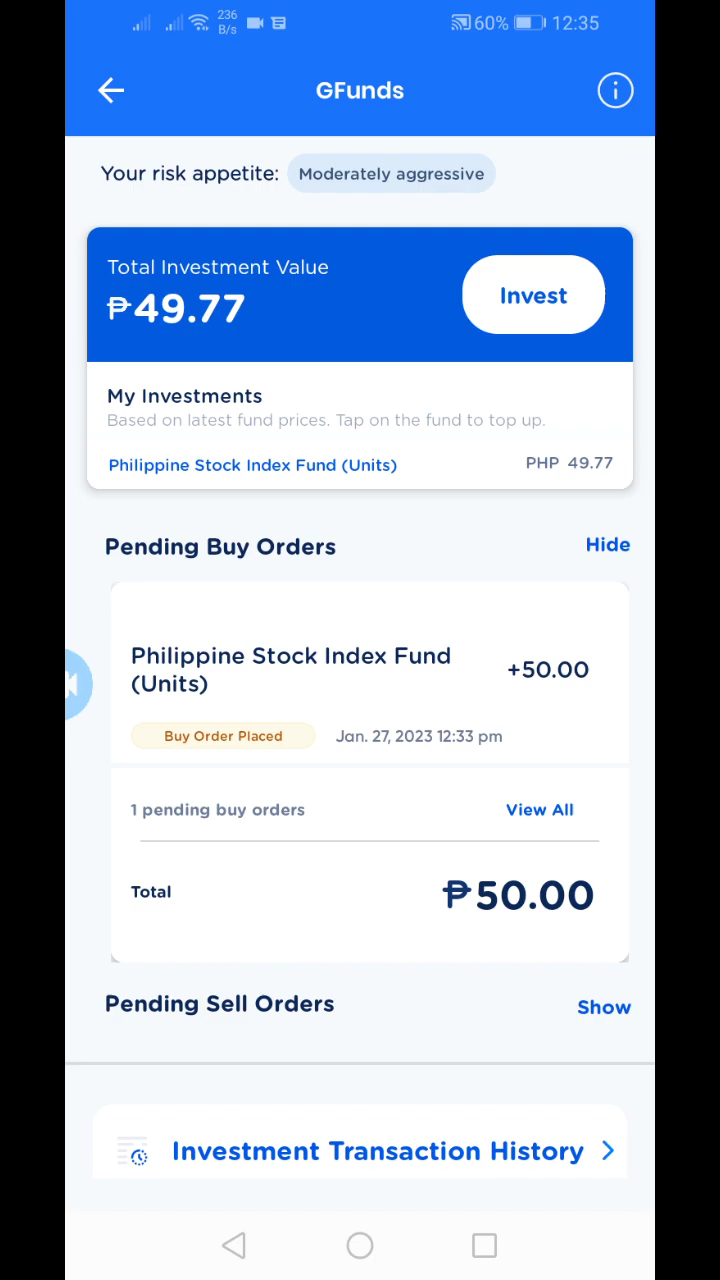 236
B/s
60%
12:35
GFunds
Your risk appetite: Moderately aggressive
Total Investment Value
₱49.77
Invest
My Investments
Based on latest fund prices. Tap on the fund to top up.
Philippine Stock Index Fund (Units) PHP 49.77
Pending Buy Orders Hide
Philippine Stock Index Fund
(Units)
+50.00
Buy Order Placed Jan. 27, 2023 12:33 pm
1 pending buy orders View All
Total ₱50.00
Pending Sell Orders Show
Investment Transaction History